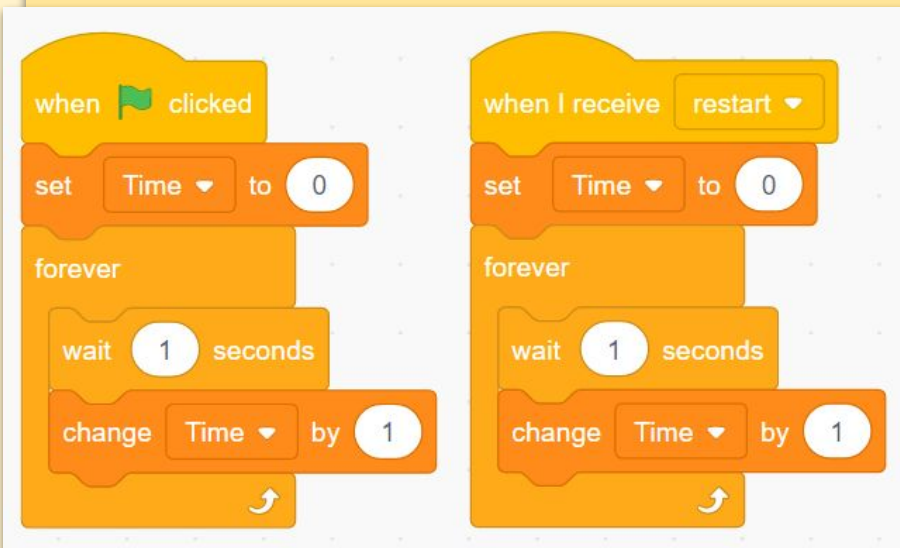 when clicked
set Time to 0
forever
wait 1 seconds
change Time by 1
when I receive restart
set Time to 0
forever
wait 1 seconds
change Time by 1